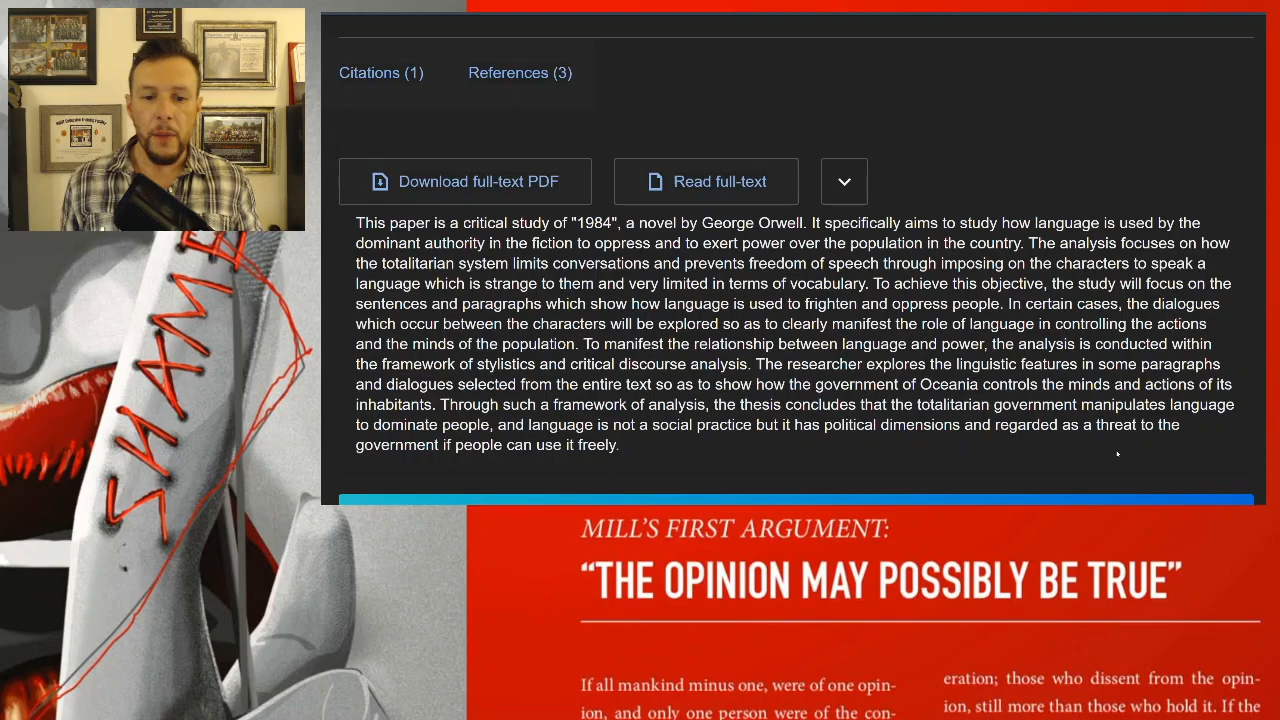 Citations (1)
References (3)
Download full-text PDF
Read full-text
This paper is a critical study of "1984", a novel by George Orwell. It specifically aims to study how language is used by the
dominant authority in the fiction to oppress and to exert power over the population in the country. The analysis focuses on how
the totalitarian system limits conversations and prevents freedom of speech through imposing on the characters to speak a
language which is strange to them and very limited in terms of vocabulary. To achieve this objective, the study will focus on the
sentences and paragraphs which show how language is used to frighten and oppress people. In certain cases, the dialogues
which occur between the characters will be explored so as to clearly manifest the role of language in controlling the actions
and the minds of the population. To manifest the relationship between language and power, the analysis is conducted within
the framework of stylistics and critical discourse analysis. The researcher explores the linguistic features in some paragraphs
and dialogues selected from the entire text so as to show how the government of Oceania controls the minds and actions of its
inhabitants. Through such a framework of analysis, the thesis concludes that the totalitarian government manipulates language
to dominate people, and language is not a social practice but it has political dimensions and regarded as a threat to the
government if people can use it freely.
SHAME
MILL'S FIRST ARGUMENT:
“THE OPINION MAY POSSIBLY BE TRUE”
If all mankind minus one, were of one opin-
ion, and only one person were of the con-
eration; those who dissent from the opin-
ion, still more than those who hold it. If the